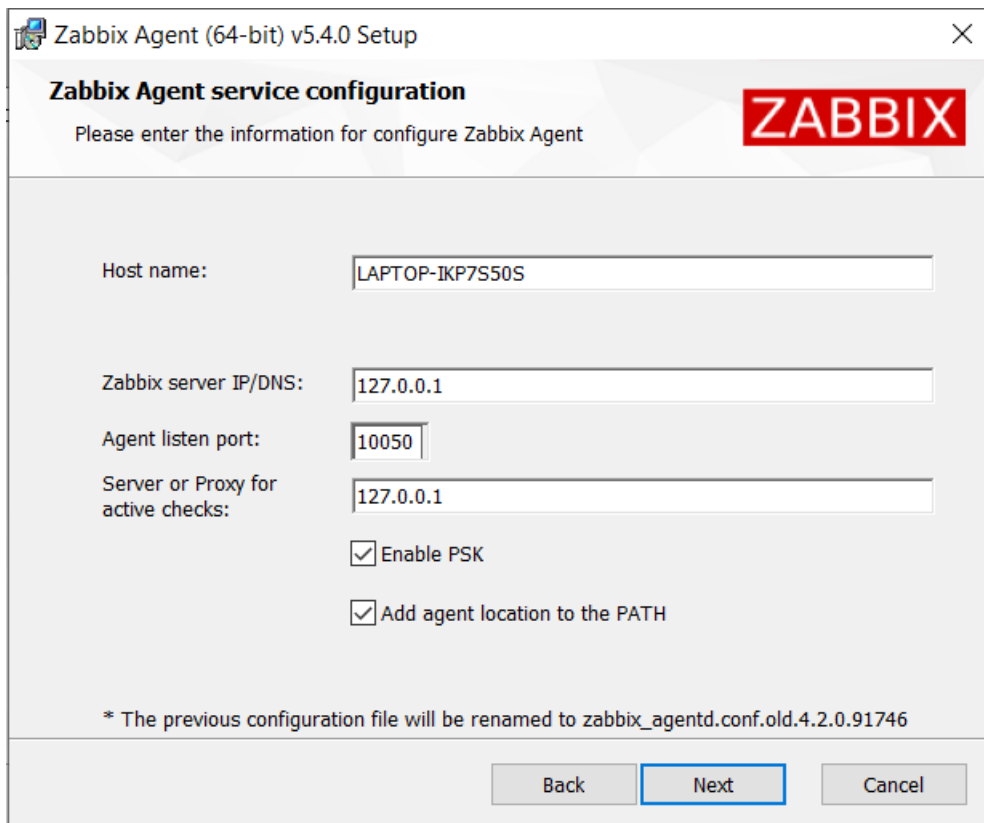 Zabbix Agent (64-bit) v5.4.0 Setup
Zabbix Agent service configuration
Please enter the information for configure Zabbix Agent
ZABBIX
Host name:
LAPTOP-IKP7S50S
Zabbix server IP/DNS:
127.0.0.1
Agent listen port:
10050
Server or Proxy for
active checks:
127.0.0.1
Enable PSK
Add agent location to the PATH
* The previous configuration file will be renamed to zabbix_agentd.conf.old.4.2.0.91746
Back
Next
Cancel